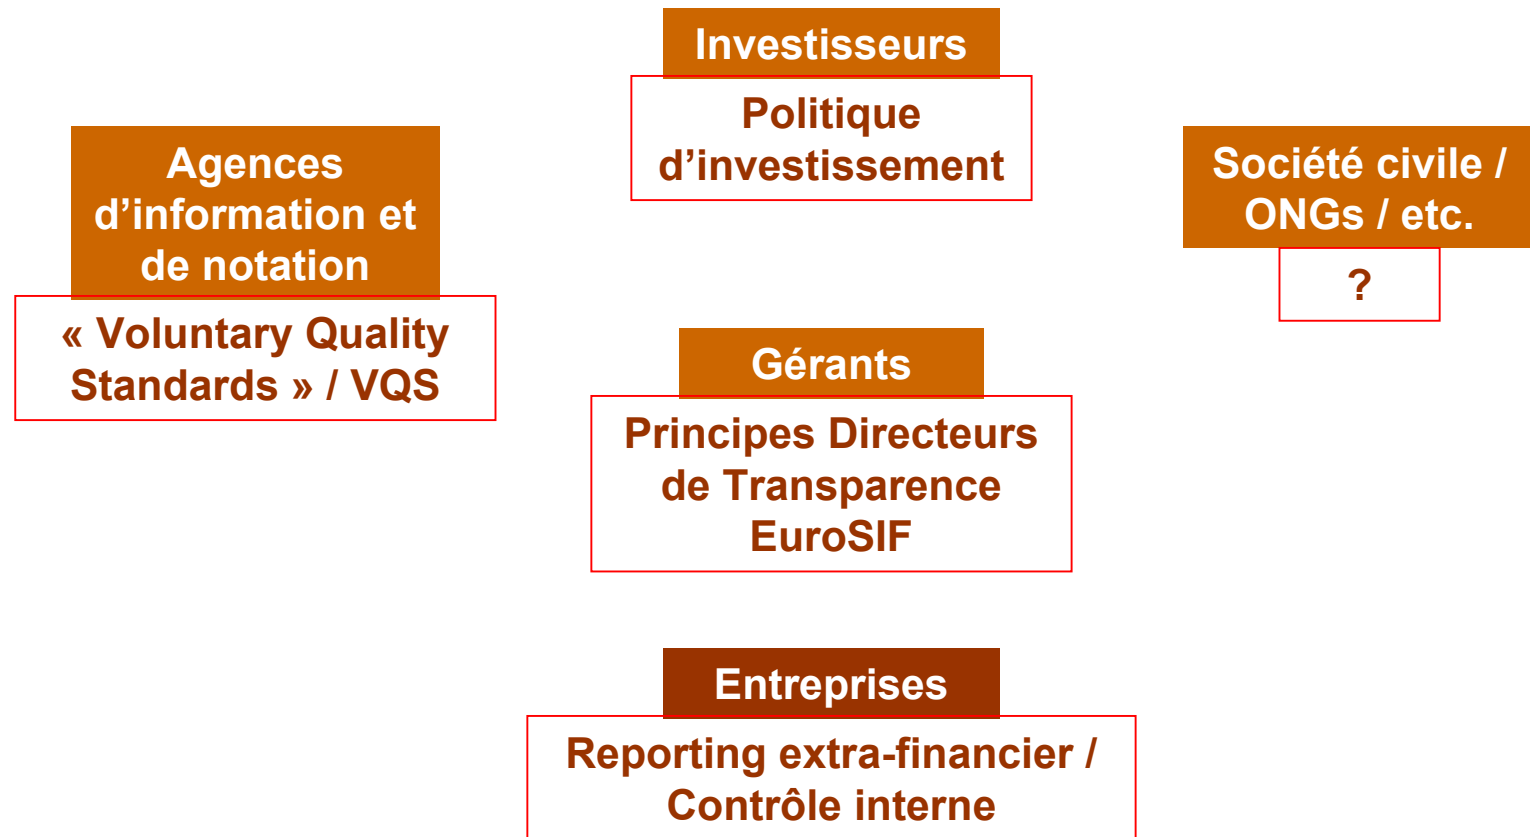 Investisseurs
Politique
d’investissement
Agences
d’information et
de notation
« Voluntary Quality
Standards » / VQS
Société civile /
ONGs / etc.
?
Gérants
Principes Directeurs
de Transparence
EuroSIF
Entreprises
Reporting extra-financier /
Contrôle interne